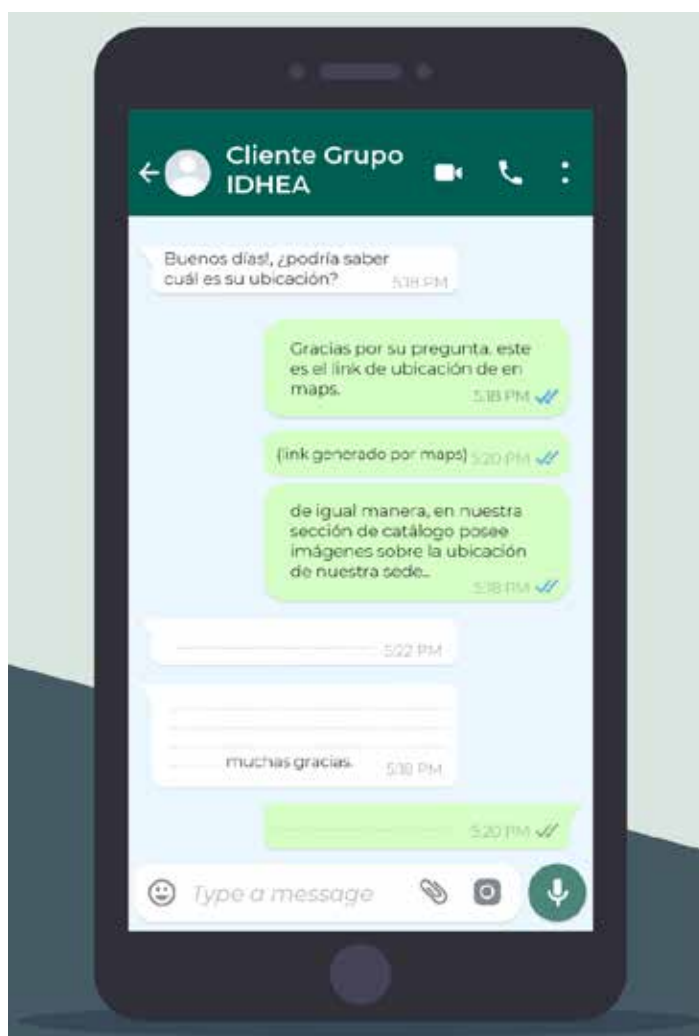 Cliente Grupo
IDHEA
Buenos días!, ¿podría saber
cuál es su ubicación?
5:18 PM
Gracias por su pregunta, este
es el link de ubicación de en
maps.
5:18 PM
(link generado por maps) 5:20 PM
de igual manera, en nuestra
sección de catálogo posee
imágenes sobre la ubicación
de nuestra sede..
5:18 PM
5:22 PM
muchas gracias.
5:18 PM
5:20 PM
Type a message